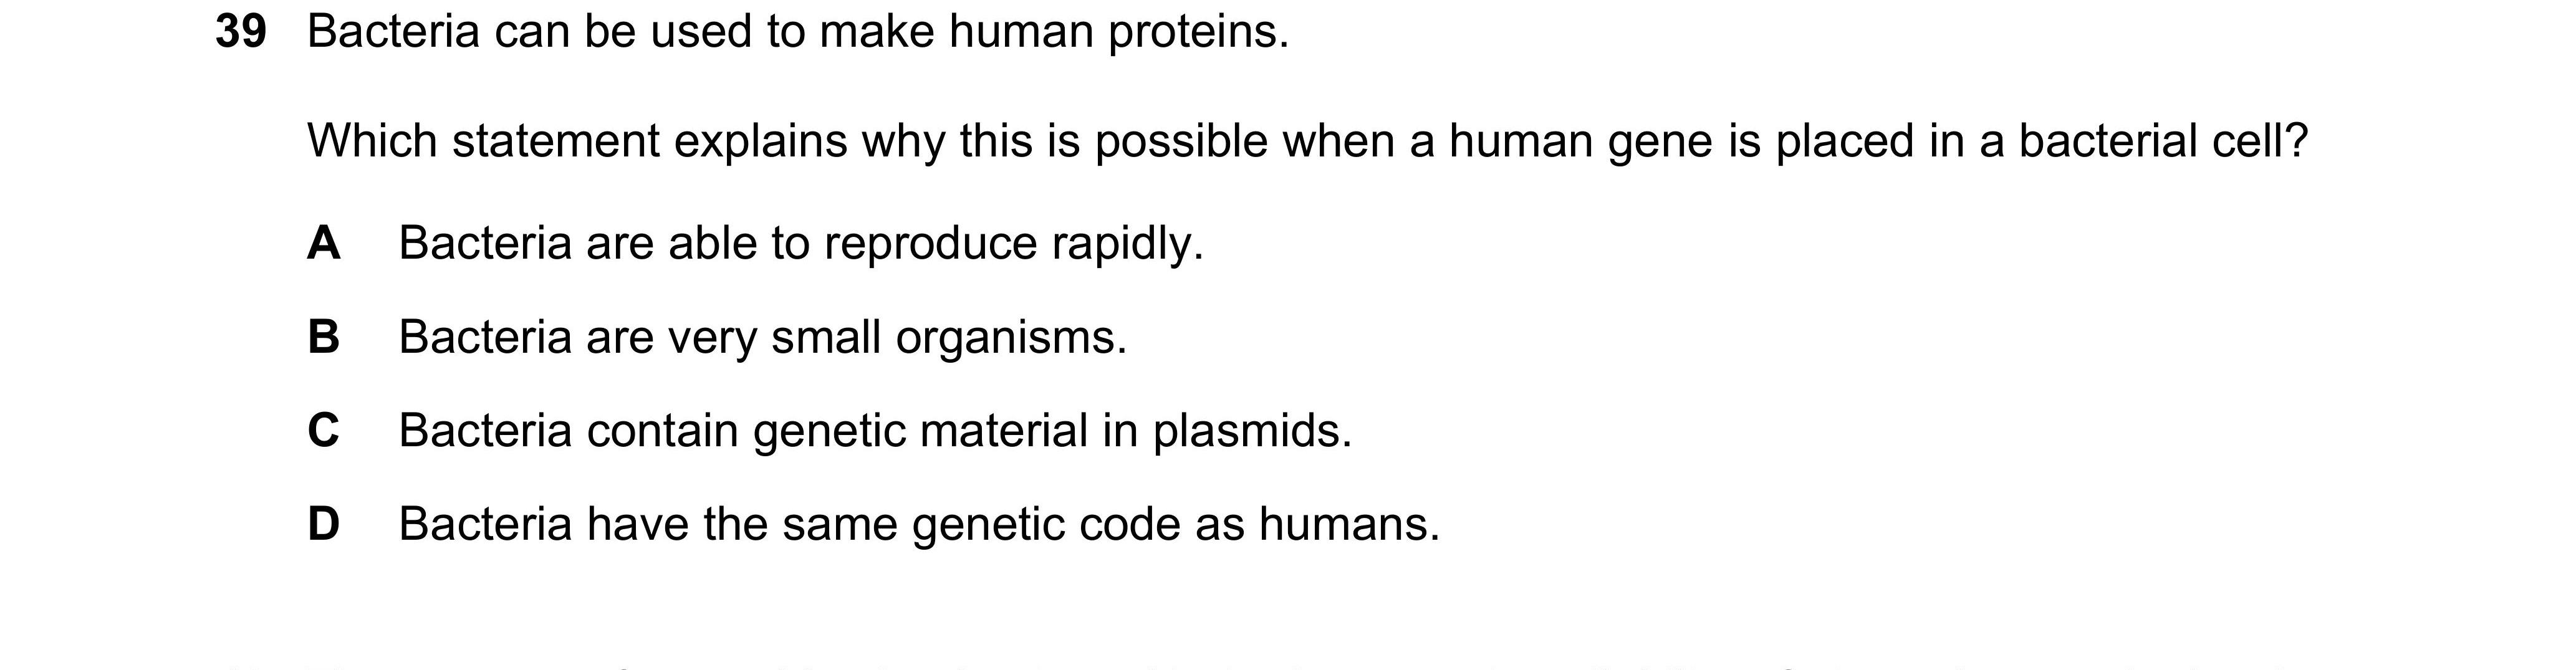 39 Bacteria can be used to make human proteins.
Which statement explains why this is possible when a human gene is placed in a bacterial cell?
A Bacteria are able to reproduce rapidly.
B Bacteria are very small organisms.
C Bacteria contain genetic material in plasmids.
D Bacteria have the same genetic code as humans.